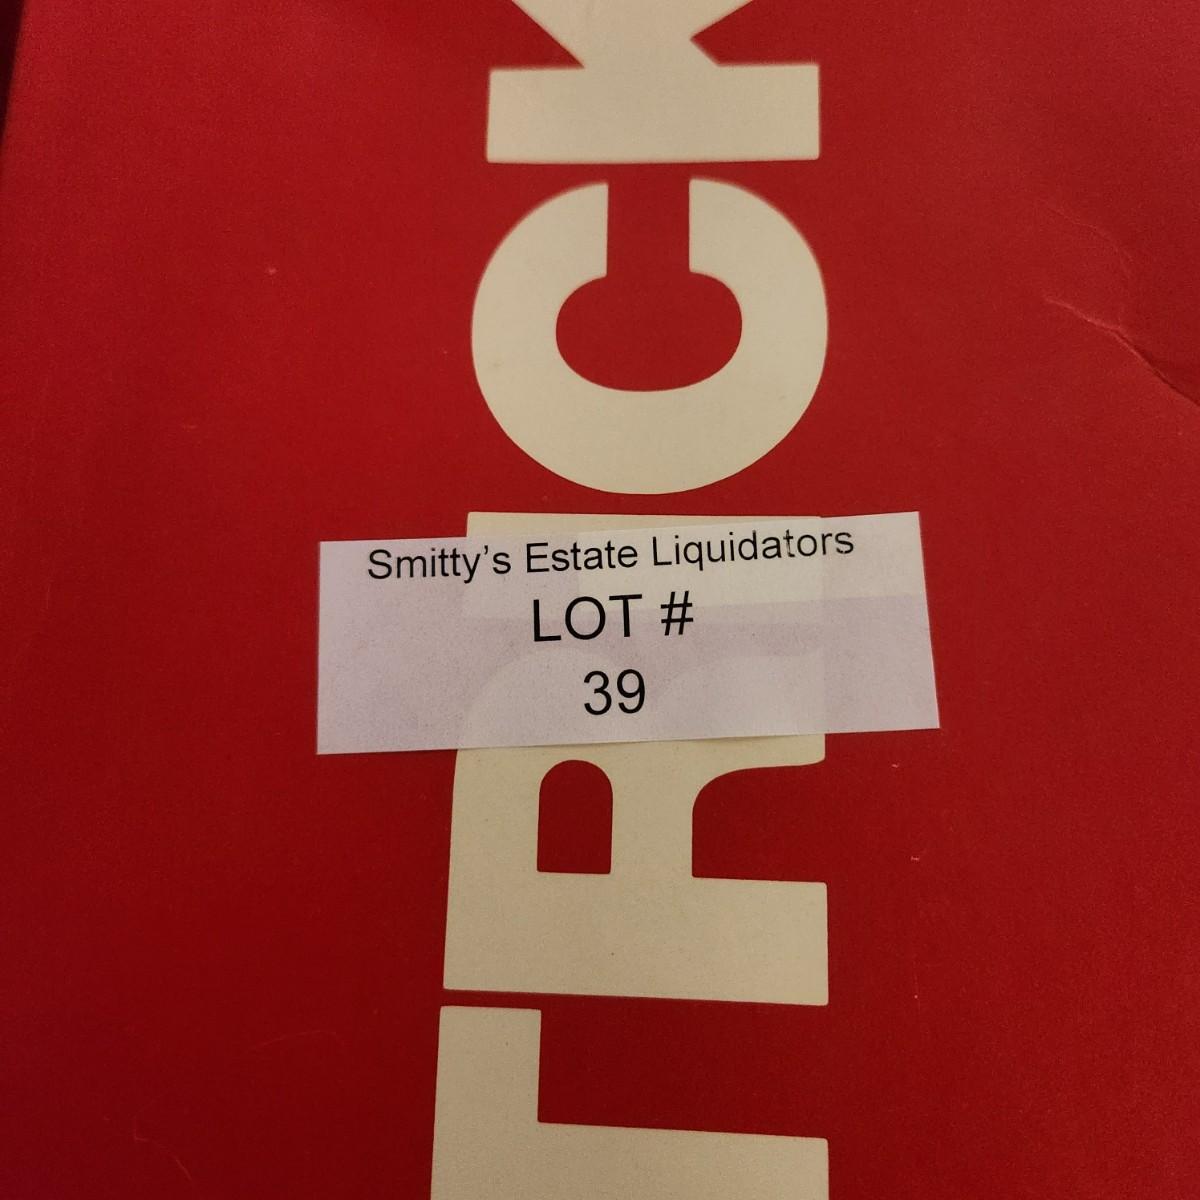 TRICK
Smitty's Estate Liquidators
LOT #
39